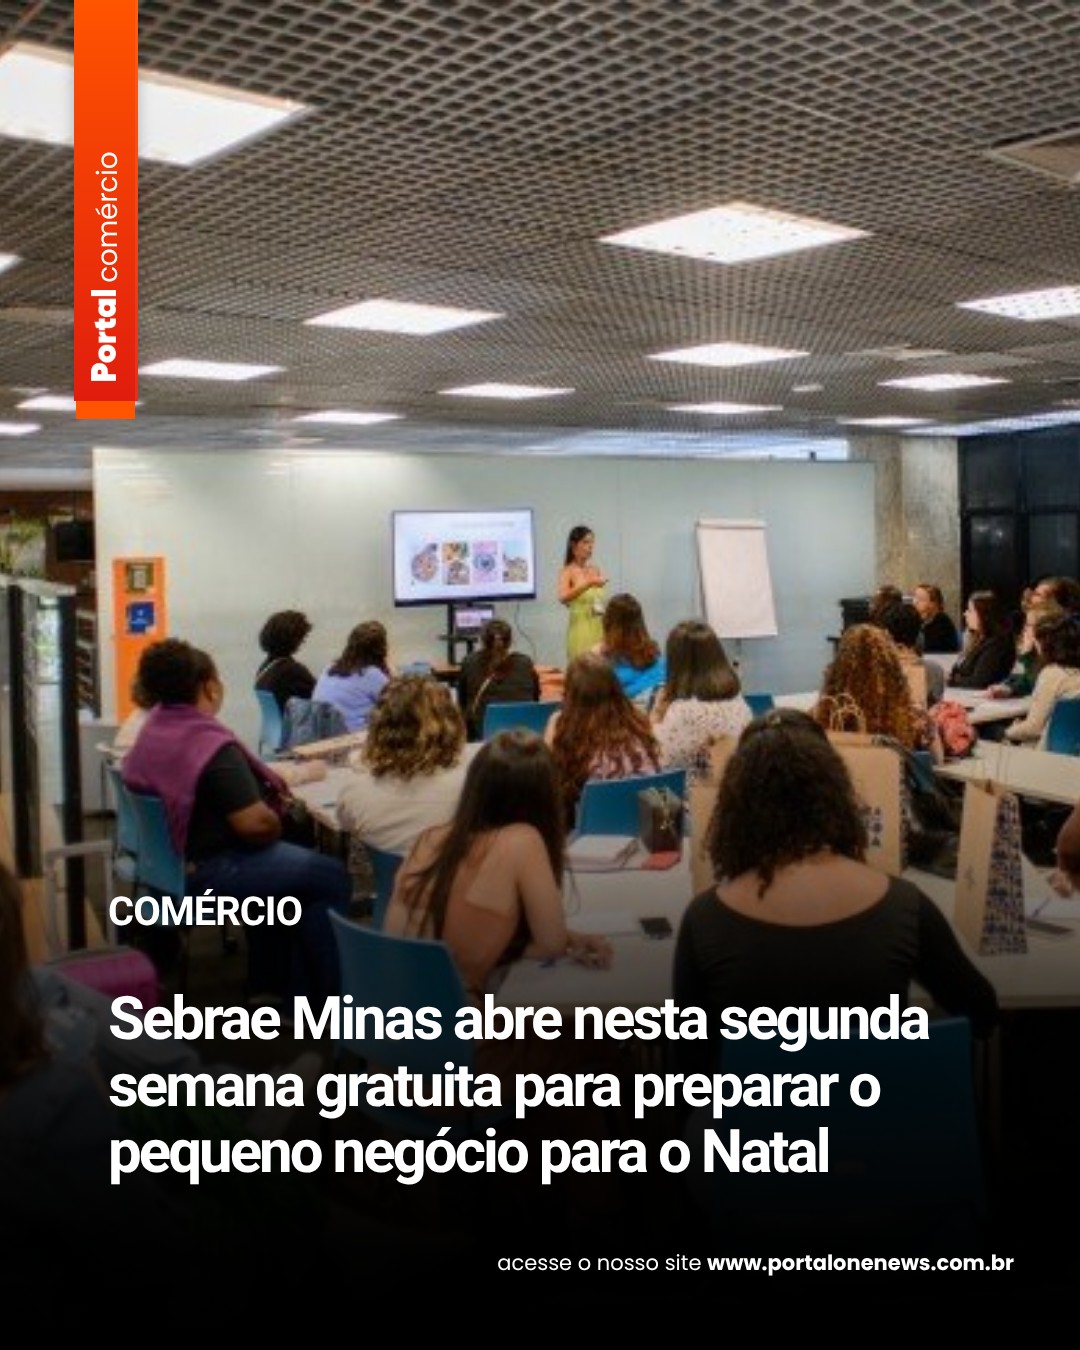 Portal comércio
COMÉRCIO
Sebrae Minas abre nesta segunda
semana gratuita para preparar o
pequeno negócio para o Natal
acesse o nosso site www.portalonenews.com.br